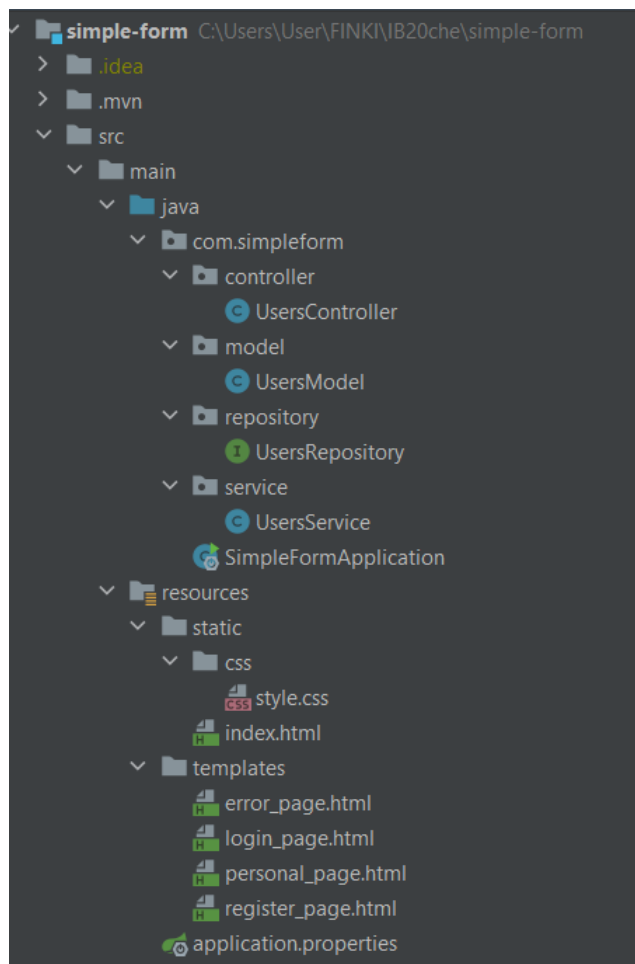 simple-form C:\Users\User\FINKI\IB20che\simple-form
.idea
.mvn
src
main
java
com.simpleform
controller
C UsersController
model
C UsersModel
repository
I UsersRepository
service
C UsersService
SimpleFormApplication
resources
static
css
CSS style.css
H index.html
templates
H error_page.html
H login_page.html
H personal_page.html
H register_page.html
application.properties